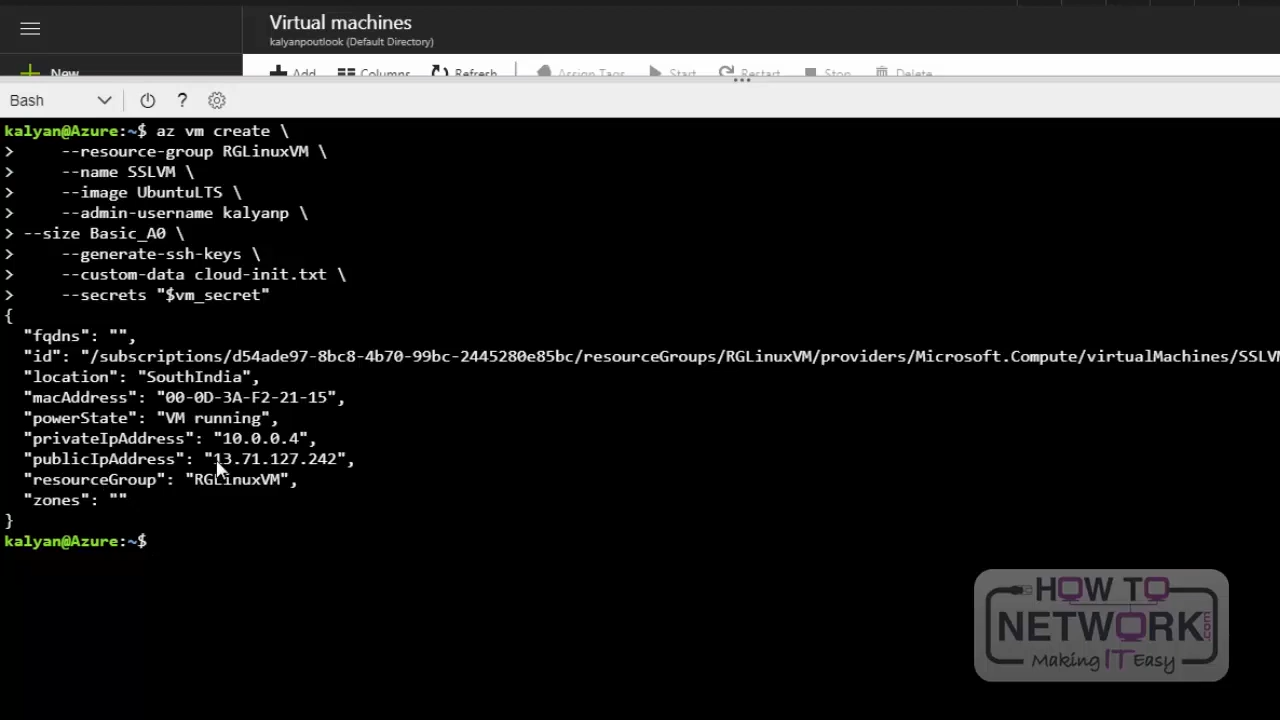 Virtual machines
kalyanpoutlook (Default Directory)
New
Add Columns Refresh Assign Tags Start Restart Stop Delete
Bash ?
kalyan@Azure:~$ az vm create \
> --resource-group RGLinuxVM \
> --name SSLVM \
> --image UbuntuLTS \
> --admin-username kalyanp \
> --size Basic_A0 \
> --generate-ssh-keys \
> --custom-data cloud-init.txt \
> --secrets "$vm_secret"
{
"fqdns": "",
"id": "/subscriptions/d54ade97-8bc8-4b70-99bc-2445280e85bc/resourceGroups/RGLinuxVM/providers/Microsoft.Compute/virtualMachines/SSLVM
"location": "SouthIndia",
"macAddress": "00-0D-3A-F2-21-15",
"powerState": "VM running",
"privateIpAddress": "10.0.0.4",
"publicIpAddress": "13.71.127.242",
"resourceGroup": "RGLinuxVM",
"zones": ""
}
kalyan@Azure:~$
HOW TO
NETWORK.com
Making IT Easy